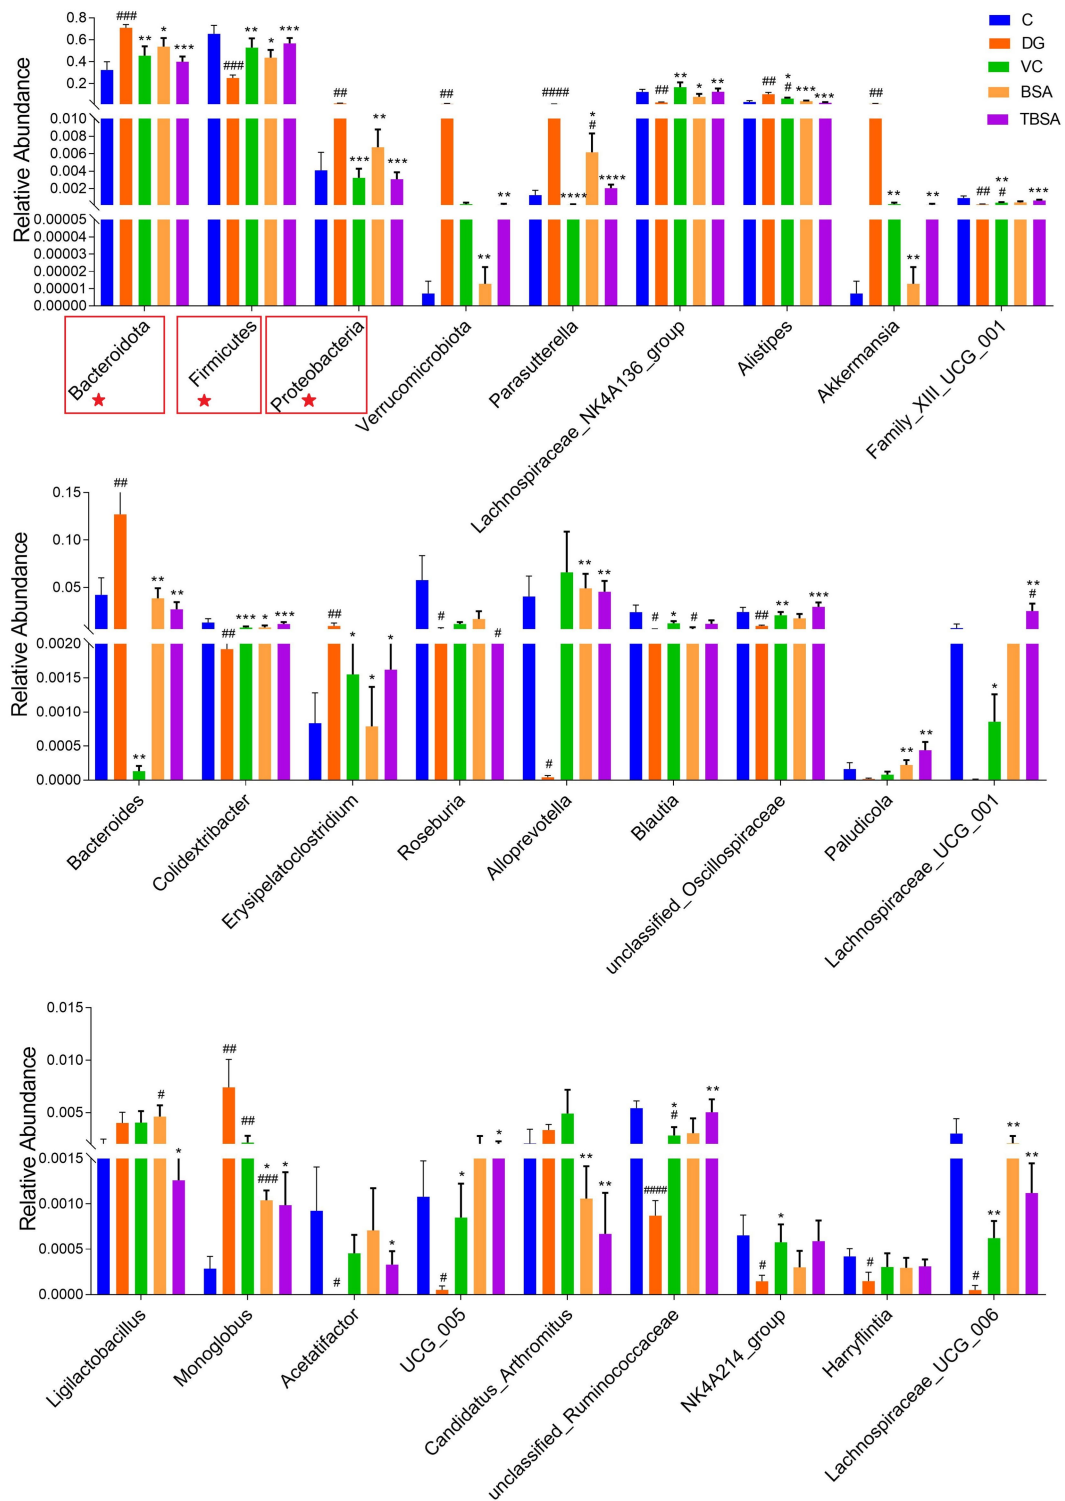 C
DG
VC
BSA
TBSA
Relative Abundance
0.8
0.6
0.4
0.2
0.010
0.008
0.006
0.004
0.002
0.00005
0.00004
0.00003
0.00002
0.00001
0.00000
### ** * ***
### ** * ***
## *** ** ***
## ** **
#### **** * # ****
## ** * **
## * # *** ***
## ** ** **
## ** # ***
Bacteroidota
Firmicutes
Proteobacteria
Verrucomicrobiota
Parasutterella
Lachnospiraceae_NK4A136_group
Alistipes
Akkermansia
Family_XIII_UCG_001
Relative Abundance
0.15
0.10
0.05
0.0020
0.0015
0.0010
0.0005
0.0000
## ** ** **
## *** * ***
## * * *
# #
# ** **
# * #
## ** ***
** **
* ** #
Bacteroides
Colidextribacter
Erysipelatoclostridium
Roseburia
Alloprevotella
Blautia
unclassified_Oscillospiraceae
Paludicola
Lachnospiraceae_UCG_001
Relative Abundance
0.015
0.010
0.005
0.0015
0.0010
0.0005
0.0000
# *
## ## * ### *
# *
# * *
** **
#### * # **
# *
#
# ** ** **
Ligilactobacillus
Monoglobus
Acetatifactor
UCG_005
Candidatus_Arthromitus
unclassified_Ruminococcaceae
NK4A214_group
Harryflintia
Lachnospiraceae_UCG_006